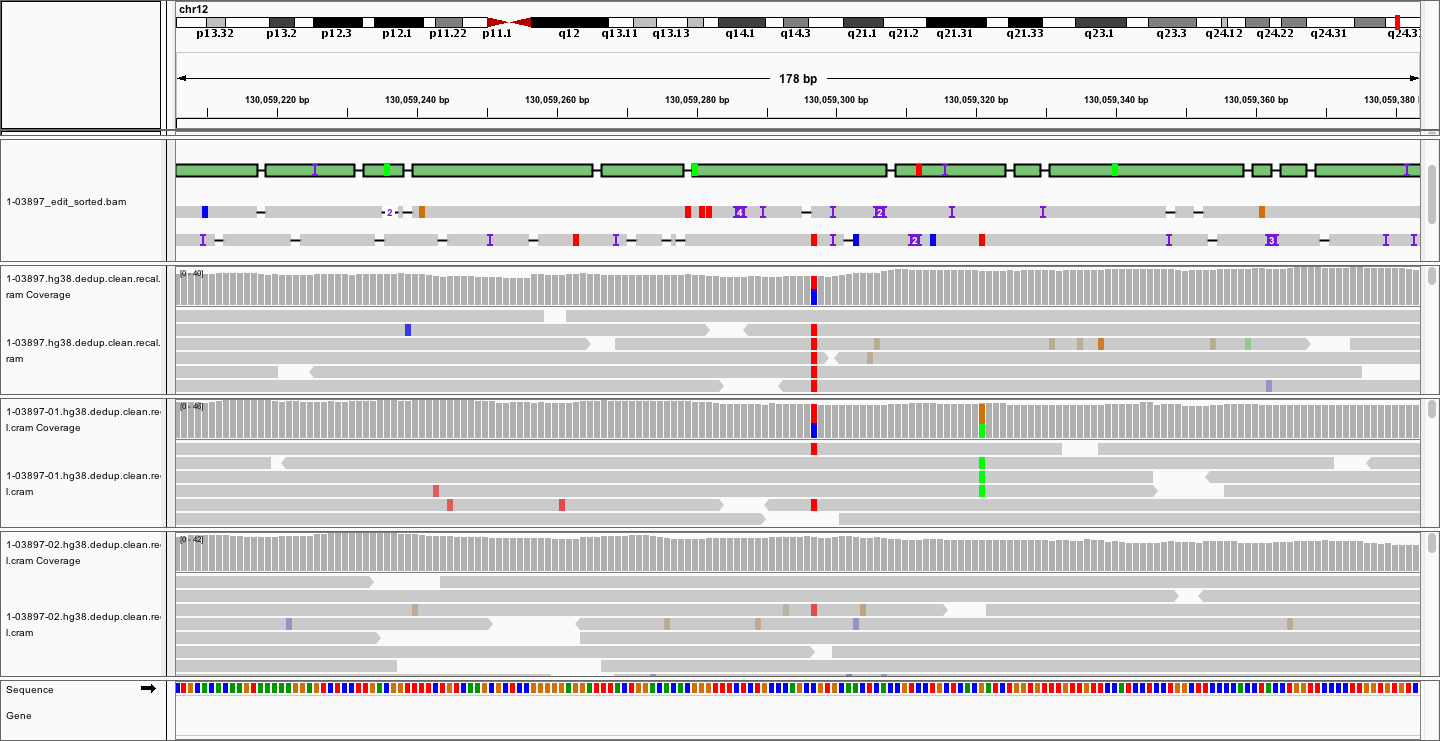 chr12
p13.32 p13.2 p12.3 p12.1 p11.22 p11.1 q12 q13.11 q13.13 q14.1 q14.3 q21.1 q21.2 q21.31 q21.33 q23.1 q23.3 q24.12 q24.22 q24.31 q24.3
178 bp
130,059,220 bp 130,059,240 bp 130,059,260 bp 130,059,280 bp 130,059,300 bp 130,059,320 bp 130,059,340 bp 130,059,360 bp 130,059,380 l
1-03897_edit_sorted.bam
2 4 2
2 3
1-03897.hg38.dedup.clean.recal.
ram Coverage
[0 - 40]
1-03897.hg38.dedup.clean.recal.
ram
1-03897-01.hg38.dedup.clean.re
l.cram Coverage
[0 - 46]
1-03897-01.hg38.dedup.clean.re
l.cram
1-03897-02.hg38.dedup.clean.re
l.cram Coverage
[0 - 42]
1-03897-02.hg38.dedup.clean.re
l.cram
Sequence
Gene